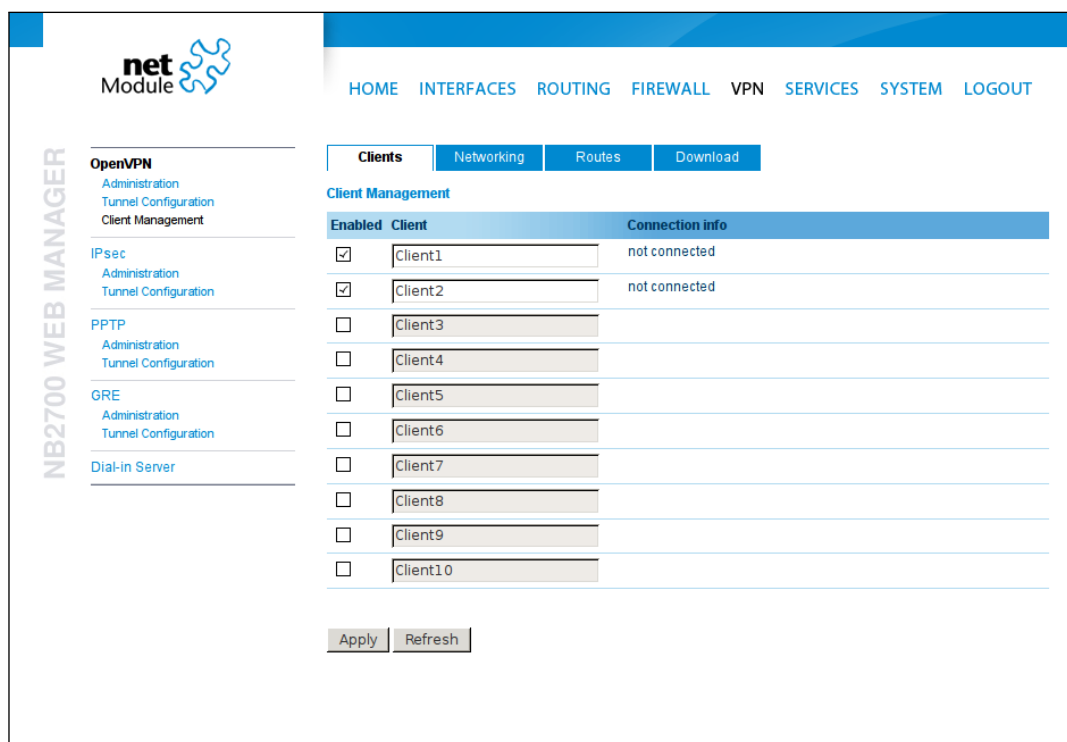 net
Module
HOME INTERFACES ROUTING FIREWALL VPN SERVICES SYSTEM LOGOUT
NB2700 WEB MANAGER
OpenVPN
Administration
Tunnel Configuration
Client Management
IPsec
Administration
Tunnel Configuration
PPTP
Administration
Tunnel Configuration
GRE
Administration
Tunnel Configuration
Dial-in Server
Clients Networking Routes Download
Client Management
Enabled Client Connection info
Client1 not connected
Client2 not connected
Client3
Client4
Client5
Client6
Client7
Client8
Client9
Client10
Apply Refresh